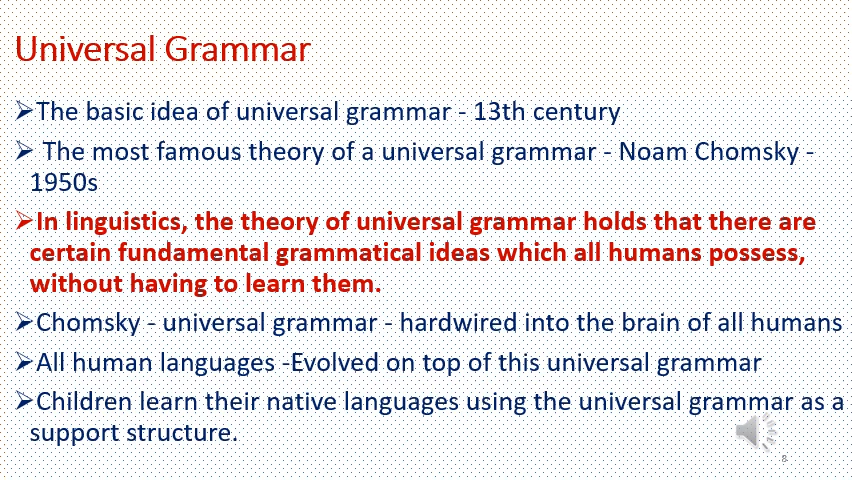 Universal Grammar
➢The basic idea of universal grammar - 13th century
➢ The most famous theory of a universal grammar - Noam Chomsky -
1950s
➢In linguistics, the theory of universal grammar holds that there are
certain fundamental grammatical ideas which all humans possess,
without having to learn them.
➢Chomsky - universal grammar - hardwired into the brain of all humans
➢All human languages -Evolved on top of this universal grammar
➢Children learn their native languages using the universal grammar as a
support structure.
8